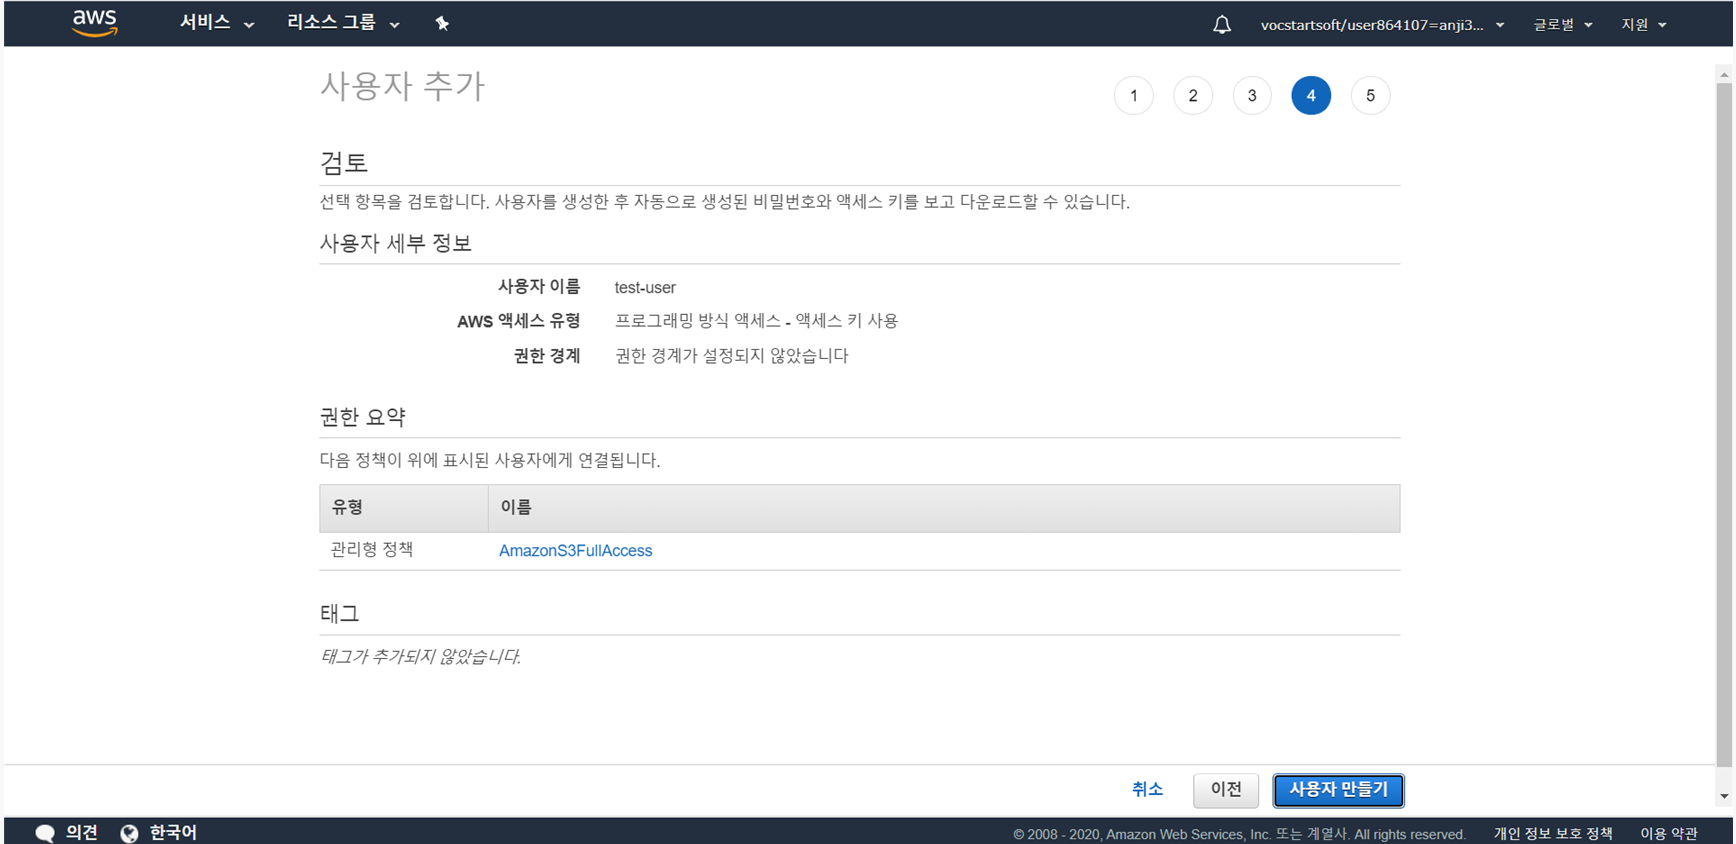 aws 서비스 리소스 그룹 vocstartsoft/user864107=anji3... 글로벌 지원
사용자 추가
1 2 3 4 5
검토
선택 항목을 검토합니다. 사용자를 생성한 후 자동으로 생성된 비밀번호와 액세스 키를 보고 다운로드할 수 있습니다.
사용자 세부 정보
사용자 이름 test-user
AWS 액세스 유형 프로그래밍 방식 액세스 - 액세스 키 사용
권한 경계 권한 경계가 설정되지 않았습니다
권한 요약
다음 정책이 위에 표시된 사용자에게 연결됩니다.
유형 이름
관리형 정책 AmazonS3FullAccess
태그
태그가 추가되지 않았습니다.
취소 이전 사용자 만들기
의견 한국어 © 2008 - 2020, Amazon Web Services, Inc. 또는 계열사. All rights reserved. 개인 정보 보호 정책 이용 약관